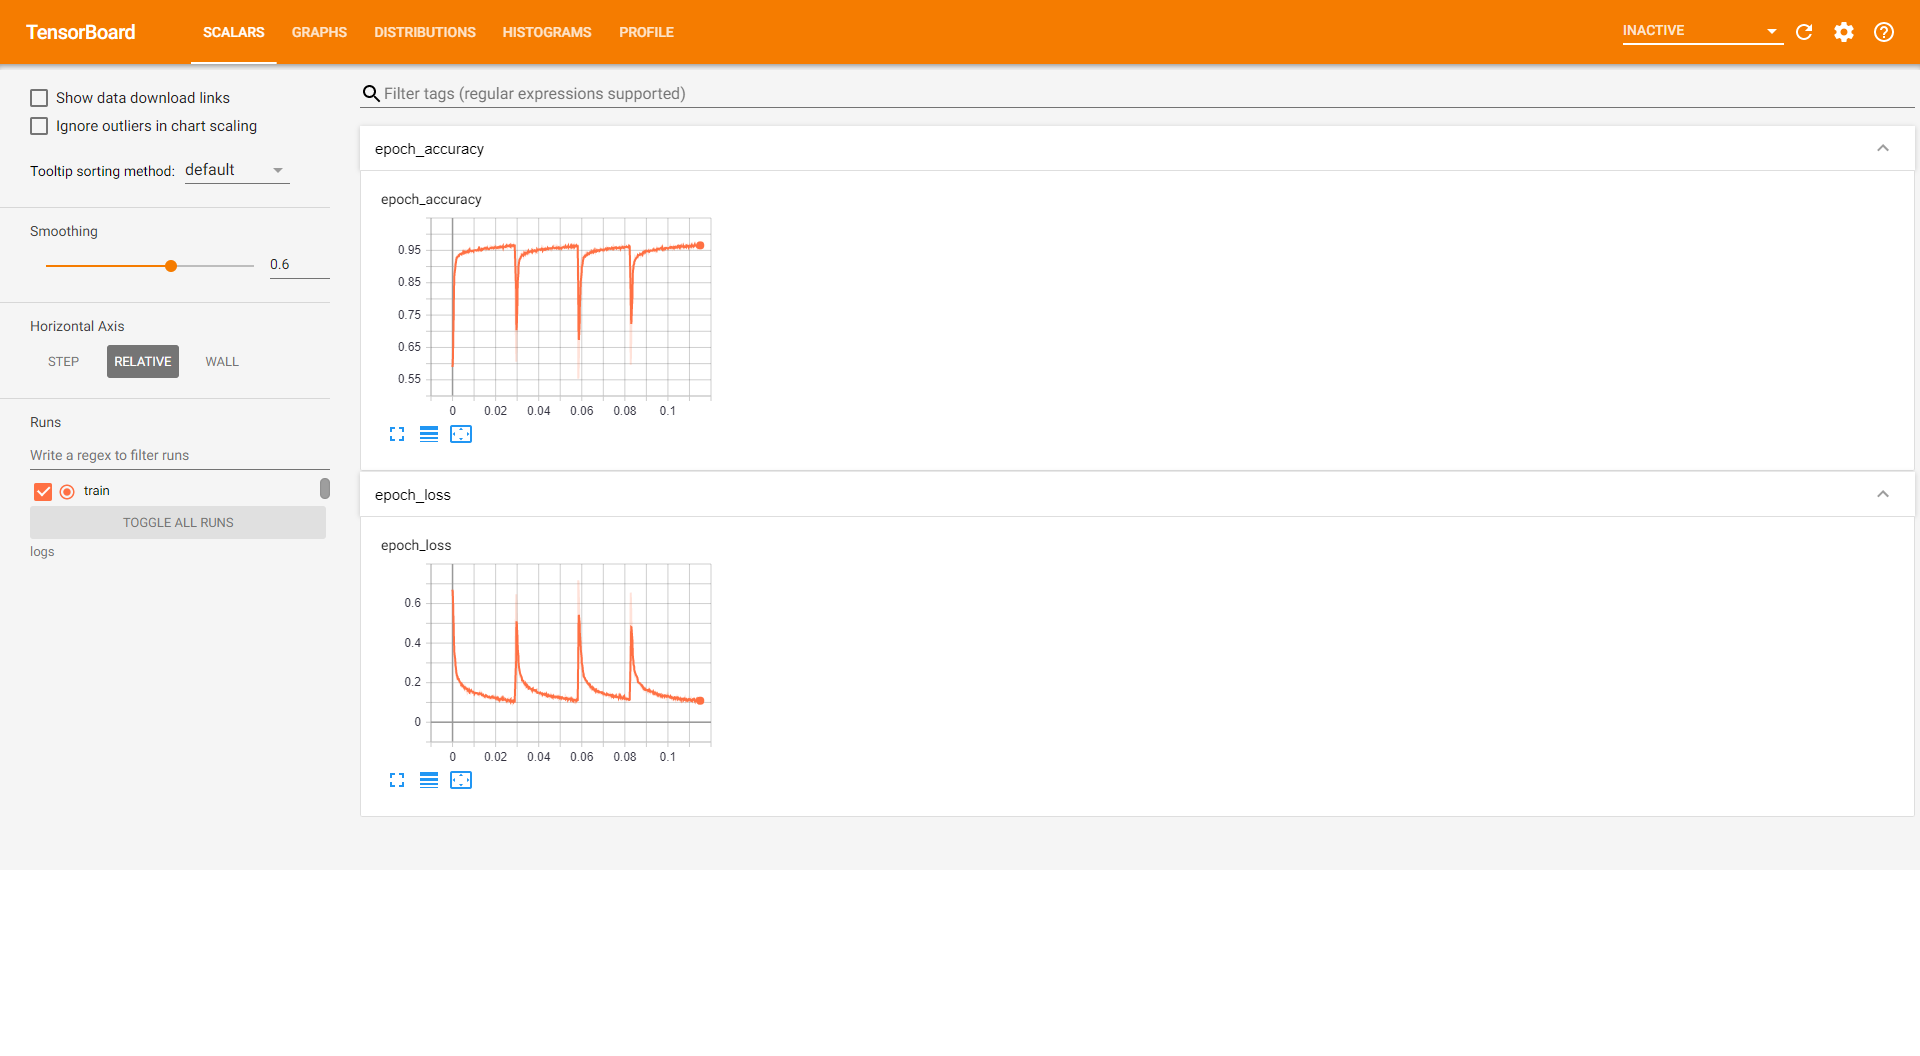 TensorBoard
SCALARS GRAPHS DISTRIBUTIONS HISTOGRAMS PROFILE
INACTIVE
Show data download links
Ignore outliers in chart scaling
Tooltip sorting method: default
Smoothing
0.6
Horizontal Axis
STEP RELATIVE WALL
Runs
Write a regex to filter runs
train
TOGGLE ALL RUNS
logs
Filter tags (regular expressions supported)
epoch_accuracy
epoch_accuracy
0.95
0.85
0.75
0.65
0.55
0 0.02 0.04 0.06 0.08 0.1
epoch_loss
epoch_loss
0.6
0.4
0.2
0
0 0.02 0.04 0.06 0.08 0.1